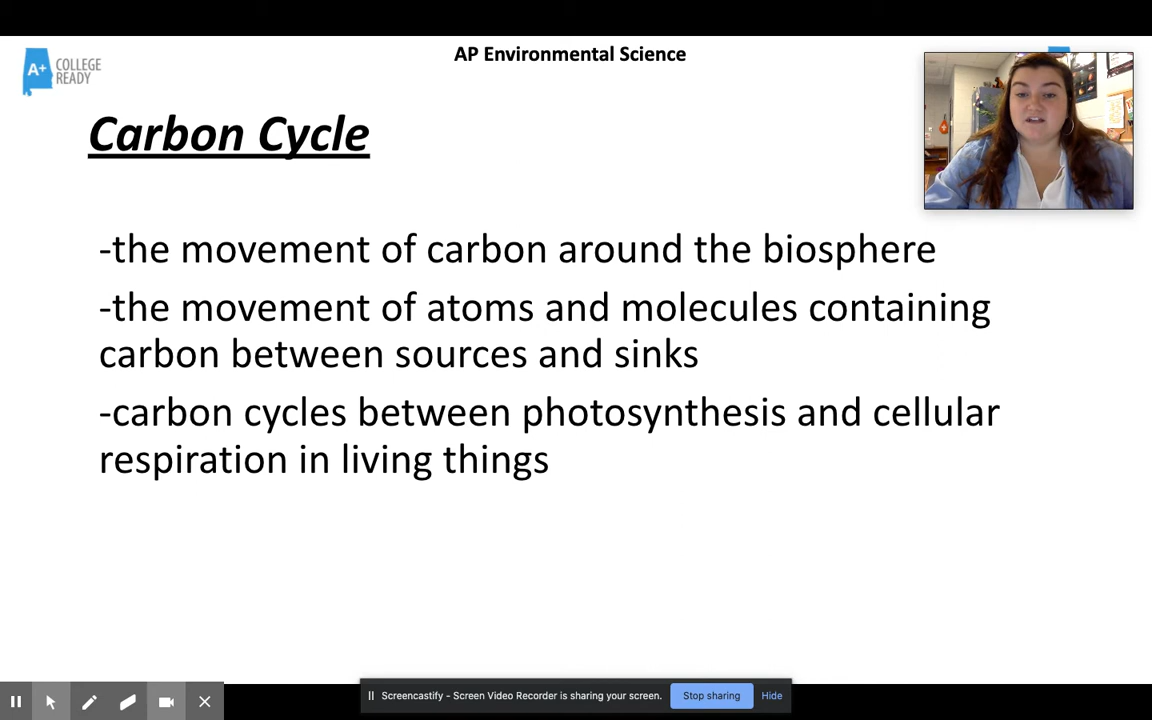 AP Environmental Science
A+ COLLEGE
READY
Carbon Cycle
-the movement of carbon around the biosphere
-the movement of atoms and molecules containing
carbon between sources and sinks
-carbon cycles between photosynthesis and cellular
respiration in living things
Screencastify - Screen Video Recorder is sharing your screen. Stop sharing Hide